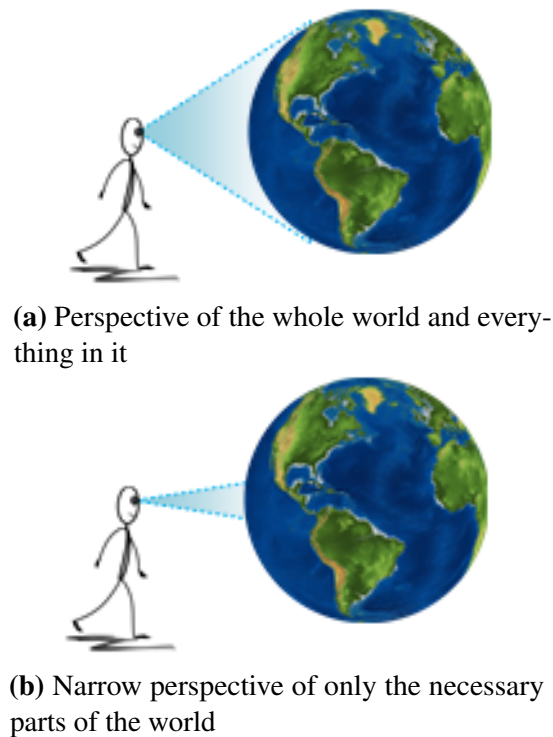 (a) Perspective of the whole world and every-
thing in it
(b) Narrow perspective of only the necessary
parts of the world